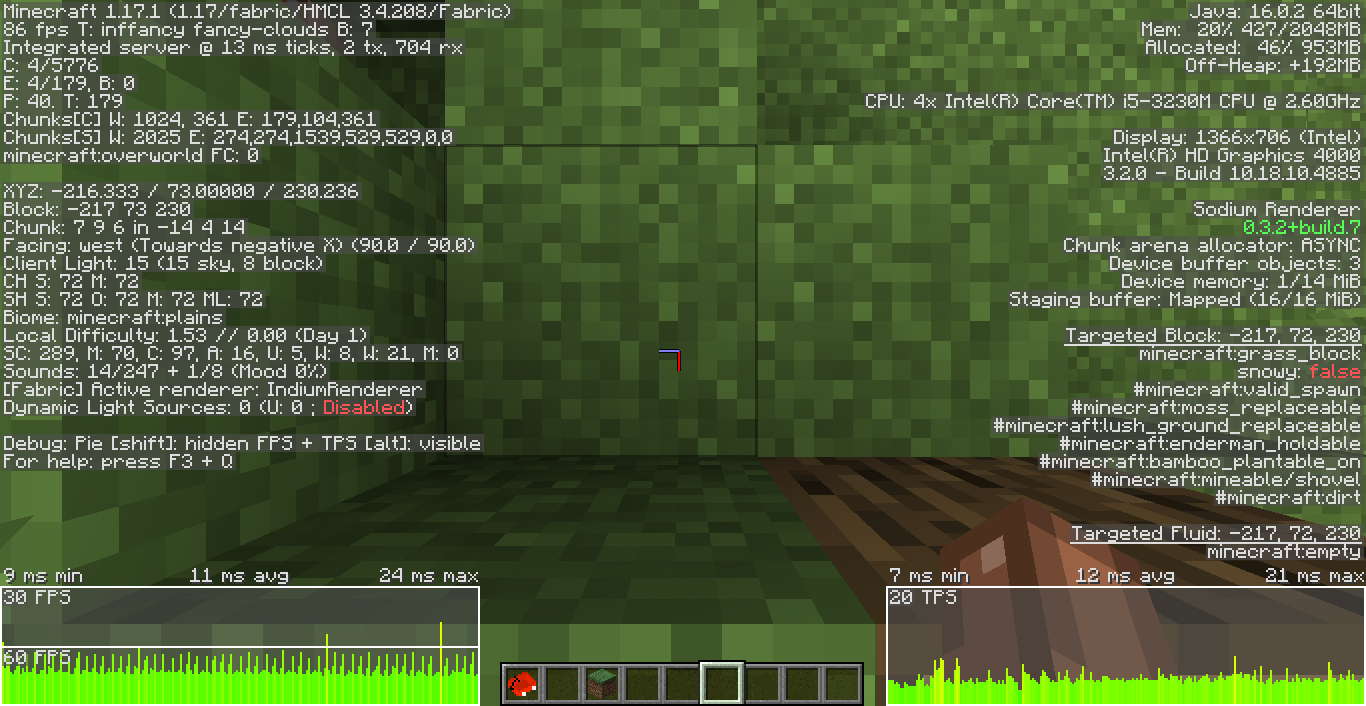 Minecraft 1.17.1 (1.17/fabric/HMCL 3.4.208/Fabric)
86 fps T: inffancy fancy-clouds B: 7
Integrated server @ 13 ms ticks, 2 tx, 704 rx
C: 4/5776
E: 4/179, B: 0
P: 40. T: 179
Chunks[C] W: 1024, 361 E: 179,104,361
Chunks[S] W: 2025 E: 274,274,1539,529,529,0,0
minecraft:overworld FC: 0
XYZ: -216.333 / 73.00000 / 230.236
Block: -217 73 230
Chunk: 7 9 6 in -14 4 14
Facing: west (Towards negative X) (90.0 / 90.0)
Client Light: 15 (15 sky, 8 block)
CH S: 72 M: 72
SH S: 72 O: 72 M: 72 ML: 72
Biome: minecraft:plains
Local Difficulty: 1.53 // 0.00 (Day 1)
SC: 289, M: 70, C: 97, A: 16, U: 5, W: 8, W: 21, M: 0
Sounds: 14/247 + 1/8 (Mood 0%)
[Fabric] Active renderer: IndiumRenderer
Dynamic Light Sources: 0 (U: 0 ; Disabled)
Debug: Pie [shift]: hidden FPS + TPS [alt]: visible
For help: press F3 + Q
Java: 16.0.2 64bit
Mem: 20% 427/2048MB
Allocated: 46% 953MB
Off-Heap: +192MB
CPU: 4x Intel(R) Core(TM) i5-3230M CPU @ 2.60GHz
Display: 1366x706 (Intel)
Intel(R) HD Graphics 4000
3.2.0 - Build 10.18.10.4885
Sodium Renderer
0.3.2+build.7
Chunk arena allocator: ASYNC
Device buffer objects: 3
Device memory: 1/14 MiB
Staging buffer: Mapped (16/16 MiB)
Targeted Block: -217, 72, 230
minecraft:grass_block
snowy: false
#minecraft:valid_spawn
#minecraft:moss_replaceable
#minecraft:lush_ground_replaceable
#minecraft:enderman_holdable
#minecraft:bamboo_plantable_on
#minecraft:mineable/shovel
#minecraft:dirt
Targeted Fluid: -217, 72, 230
minecraft:empty
9 ms min 11 ms avg 24 ms max
30 FPS
60 FPS
7 ms min 12 ms avg 21 ms max
20 TPS